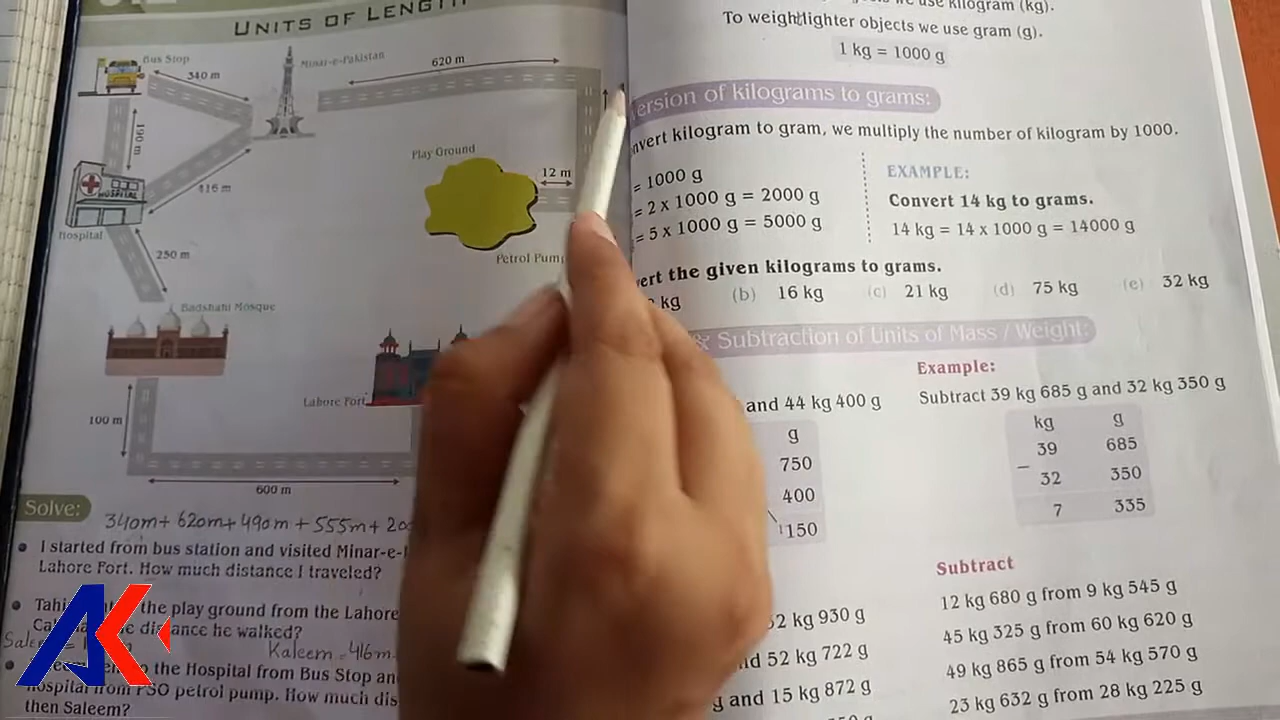 UNITS OF LENGTH
Bus Stop
340 m
Minar-e-Pakistan
620 m
190 m
Play Ground
12 m
HOSPITAL
416 m
Hospital
250 m
Petrol Pump
Badshahi Mosque
Lahore Fort
100 m
600 m
Solve:
340m + 620m + 490m + 555m +
I started from bus station and visited Minar-e-
Lahore Fort. How much distance I traveled?
the play ground from the Lahore
distance he walked?
Kaleem = 416m
the Hospital from Bus Stop
hospital from PSO petrol pump. How much
then Saleem?
AK
we use kilogram (kg).
To weigh lighter objects we use gram (g).
1 kg = 1000 g
ersion of kilograms to grams:
nvert kilogram to gram, we multiply the number of kilogram by 1000.
= 1000 g
= 2 x 1000 g = 2000 g
= 5 x 1000 g = 5000 g
EXAMPLE:
Convert 14 kg to grams.
14 kg = 14 x 1000 g = 14000 g
ert the given kilograms to grams.
kg (b) 16 kg (c) 21 kg (d) 75 kg (e) 32 kg
& Subtraction of Units of Mass / Weight:
and 44 kg 400 g
g
750
400
1150
Example:
Subtract 39 kg 685 g and 32 kg 350 g
kg g
39 685
− 32 350
7 335
2 kg 930 g
52 kg 722 g
g and 15 kg 872 g
Subtract
12 kg 680 g from 9 kg 545 g
45 kg 325 g from 60 kg 620 g
49 kg 865 g from 54 kg 570 g
23 kg 632 g from 28 kg 225 g